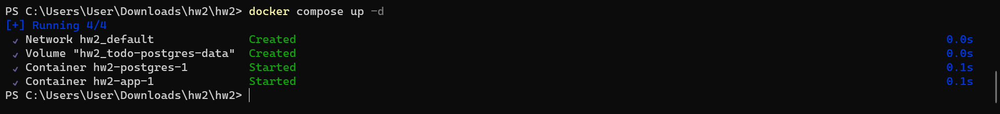 PS C:\Users\User\Downloads\hw2\hw2> docker compose up -d
[+] Running 4/4
✓ Network hw2_default Created 0.0s
✓ Volume "hw2_todo-postgres-data" Created 0.0s
✓ Container hw2-postgres-1 Started 0.1s
✓ Container hw2-app-1 Started 0.1s
PS C:\Users\User\Downloads\hw2\hw2>